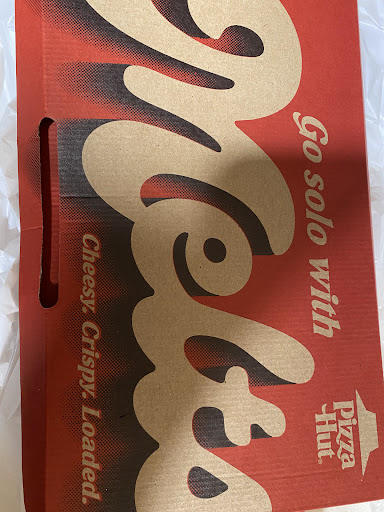 Go solo with
Melts
Cheesy. Crispy. Loaded.
Pizza
Hut.